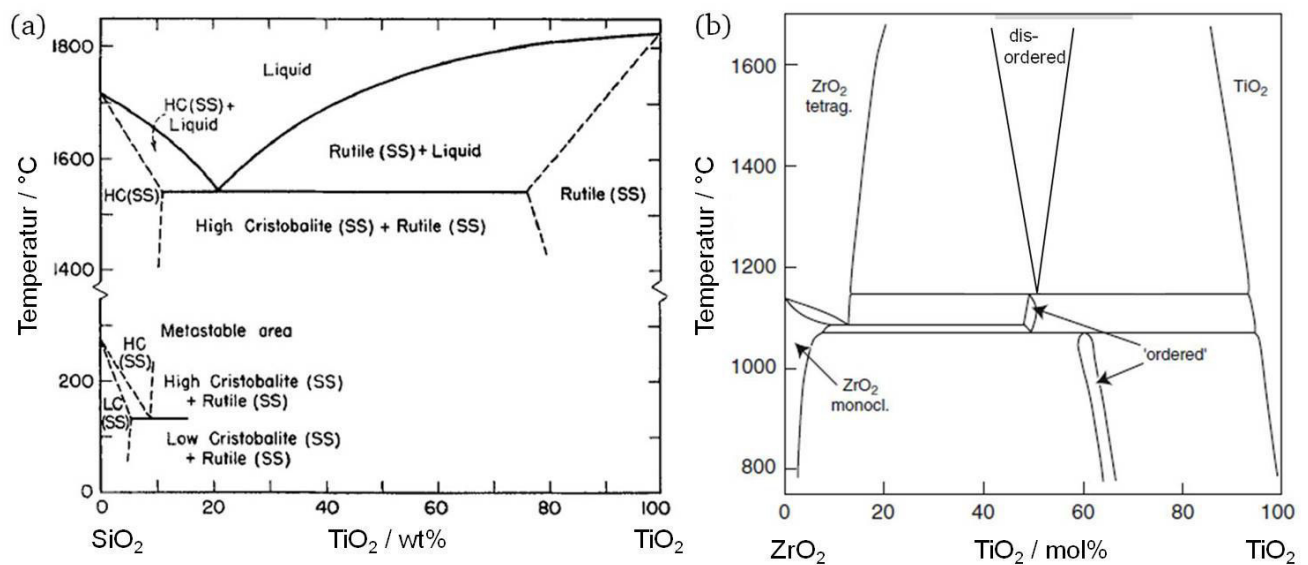 (a)
1800
1600
1400
200
0
Temperatur / °C
Liquid
HC(SS)+
Liquid
Rutile (SS) + Liquid
HC(SS)
Rutile (SS)
High Cristobalite (SS) + Rutile (SS)
Metastable area
HC
(SS)
High Cristobalite (SS)
+ Rutile (SS)
LC
(SS)
Low Cristobalite (SS)
+ Rutile (SS)
0 20 40 60 80 100
SiO2 TiO2 / wt% TiO2
(b)
1600
1400
1200
1000
800
Temperatur / °C
dis-
ordered
ZrO2
tetrag.
TiO2
'ordered'
ZrO2
monocl.
0 20 40 60 80 100
ZrO2 TiO2 / mol% TiO2